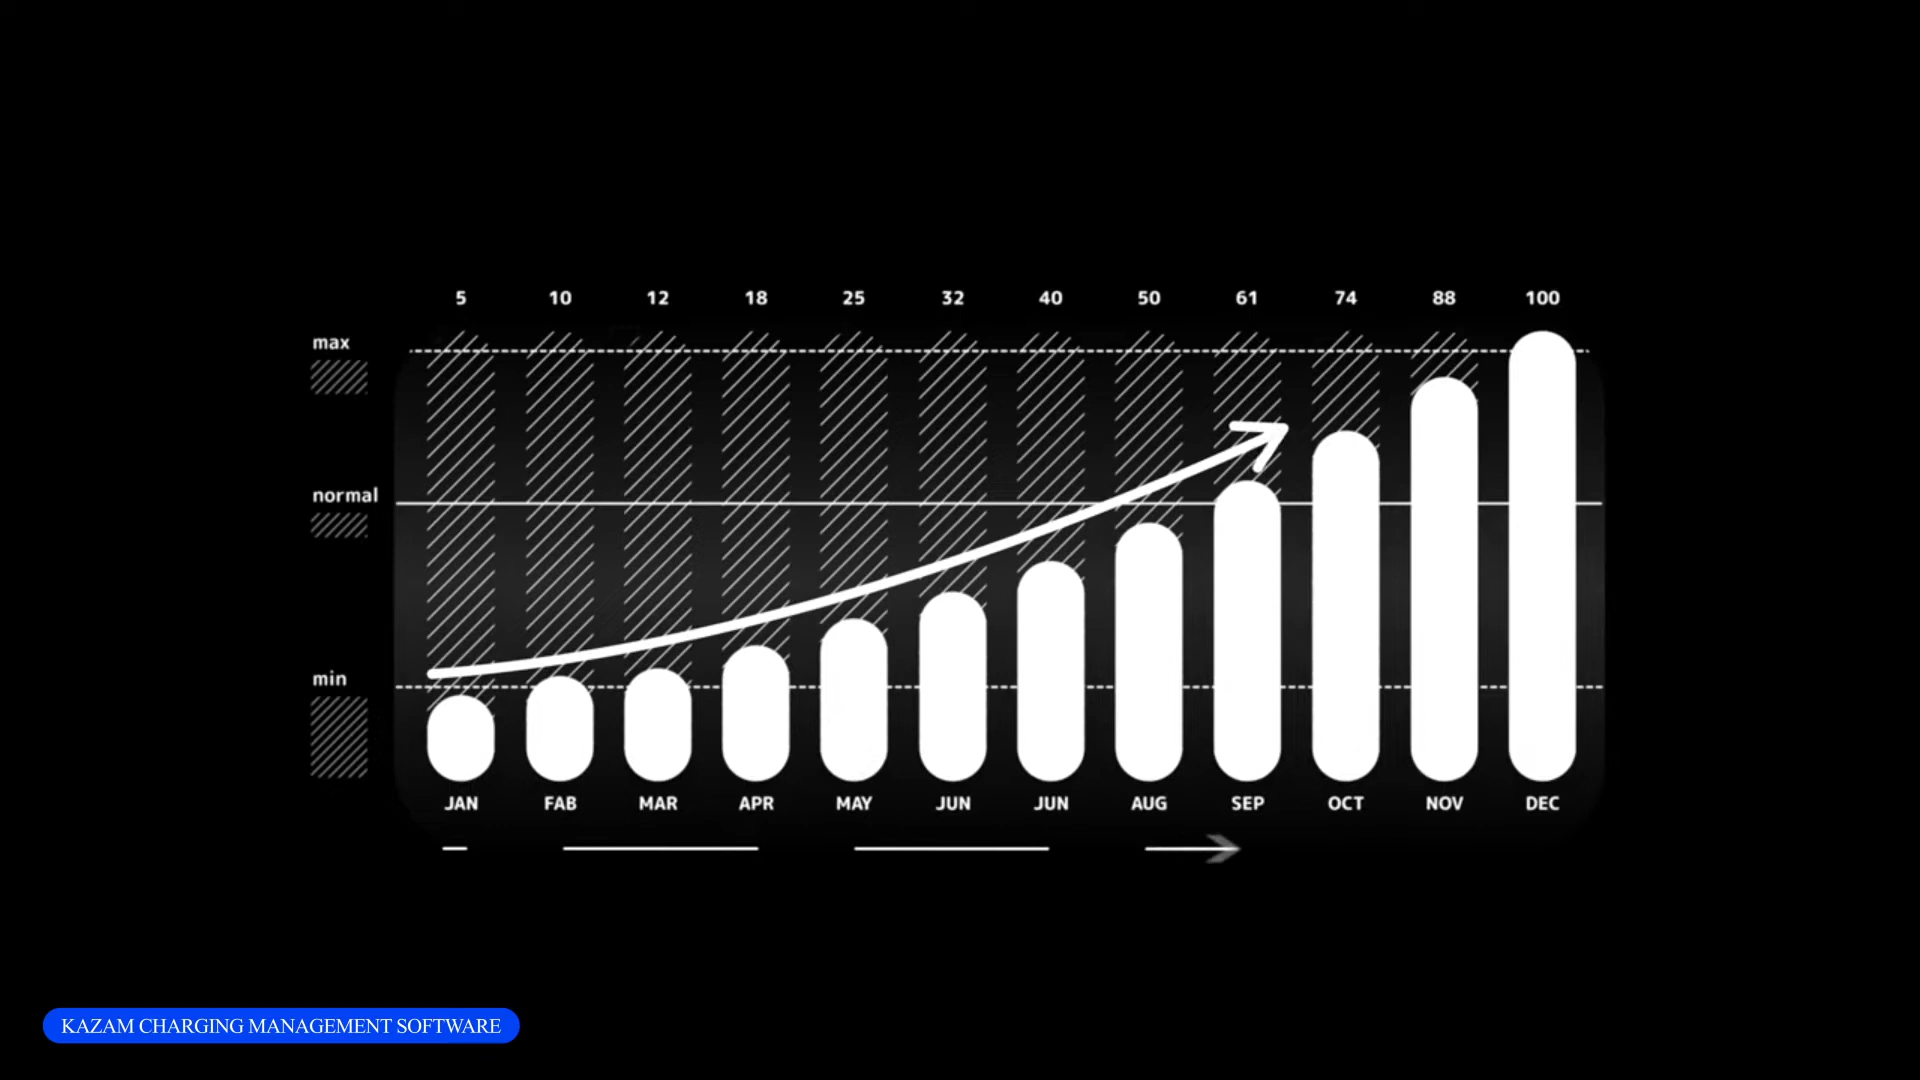 5 10 12 18 25 32 40 50 61 74 88 100
max
normal
min
JAN FAB MAR APR MAY JUN JUN AUG SEP OCT NOV DEC
KAZAM CHARGING MANAGEMENT SOFTWARE